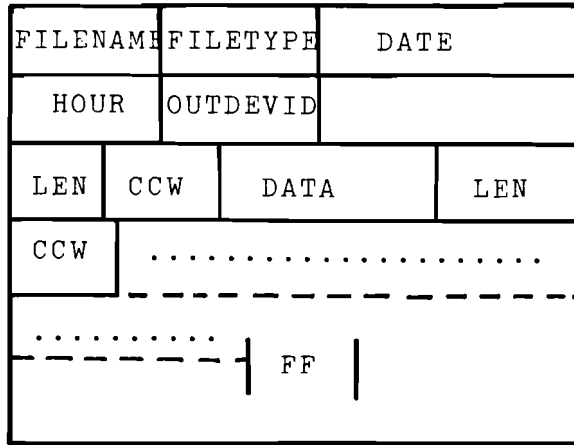 FILENAME FILETYPE DATE
HOUR OUTDEVID
LEN CCW DATA LEN
CCW .....................
..........
FF